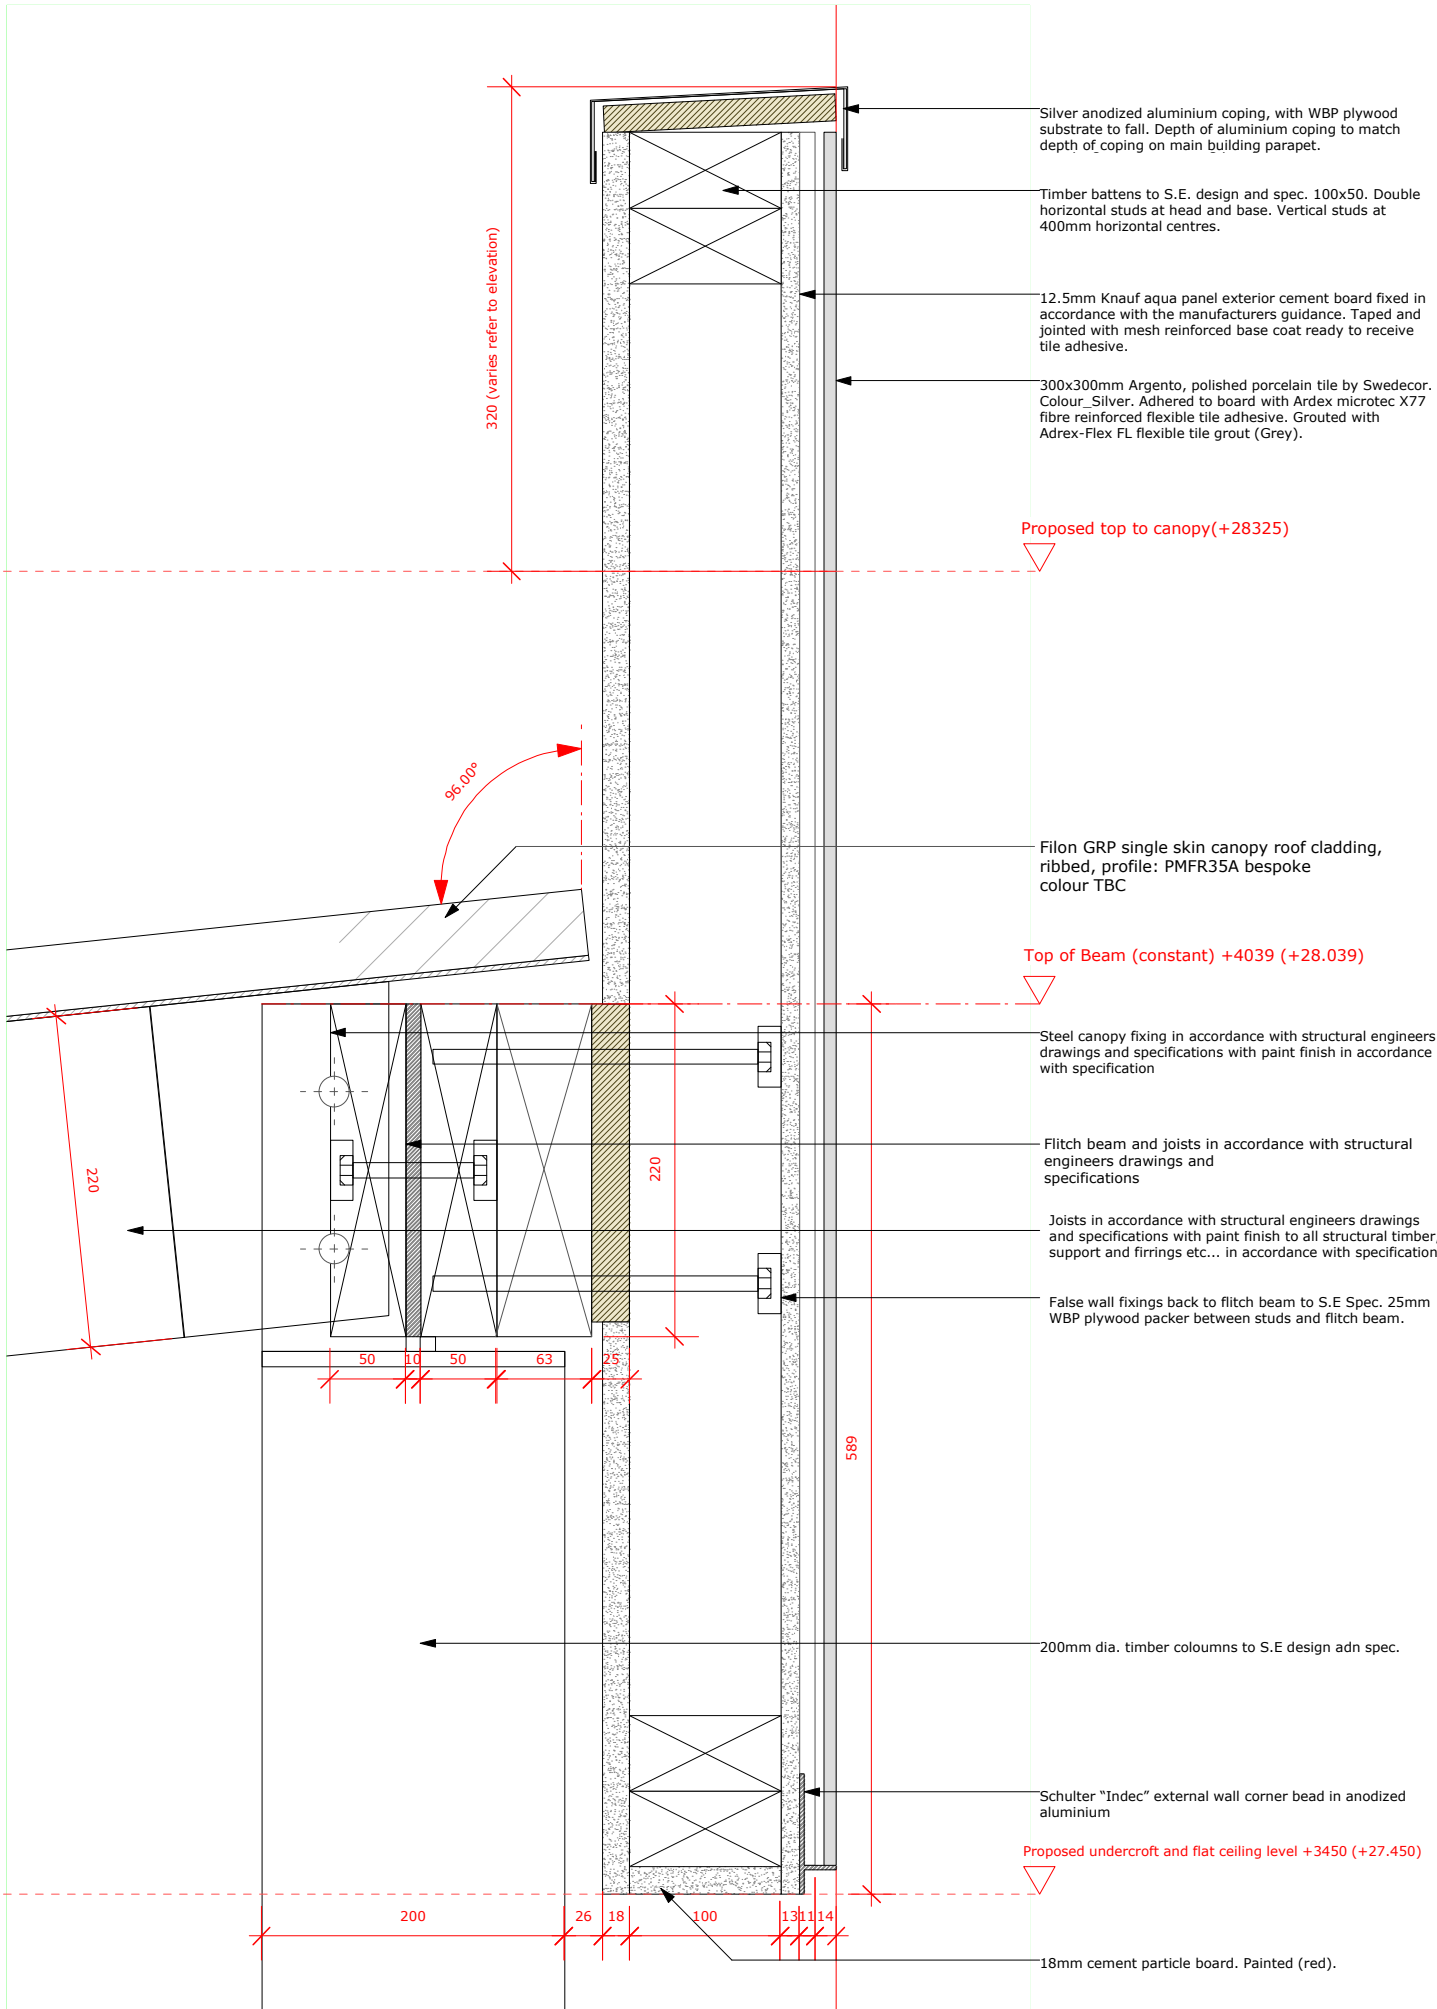 Silver anodized aluminium coping, with WBP plywood
substrate to fall. Depth of aluminium coping to match
depth of coping on main building parapet.
Timber battens to S.E. design and spec. 100x50. Double
horizontal studs at head and base. Vertical studs at
400mm horizontal centres.
320 (varies refer to elevation)
12.5mm Knauf aqua panel exterior cement board fixed in
accordance with the manufacturers guidance. Taped and
jointed with mesh reinforced base coat ready to receive
tile adhesive.
300x300mm Argento, polished porcelain tile by Swedecor.
Colour_Silver. Adhered to board with Ardex microtec X77
fibre reinforced flexible tile adhesive. Grouted with
Adrex-Flex FL flexible tile grout (Grey).
Proposed top to canopy(+28325)
96.00°
Filon GRP single skin canopy roof cladding,
ribbed, profile: PMFR35A bespoke
colour TBC
Top of Beam (constant) +4039 (+28.039)
Steel canopy fixing in accordance with structural engineers
drawings and specifications with paint finish in accordance
with specification
Flitch beam and joists in accordance with structural
engineers drawings and
specifications
220
220
Joists in accordance with structural engineers drawings
and specifications with paint finish to all structural timber,
support and firrings etc... in accordance with specification
False wall fixings back to flitch beam to S.E Spec. 25mm
WBP plywood packer between studs and flitch beam.
50 10 50 63 25
589
200mm dia. timber coloumns to S.E design adn spec.
Schulter “Indec” external wall corner bead in anodized
aluminium
Proposed undercroft and flat ceiling level +3450 (+27.450)
200 26 18 100 13 11 14
18mm cement particle board. Painted (red).